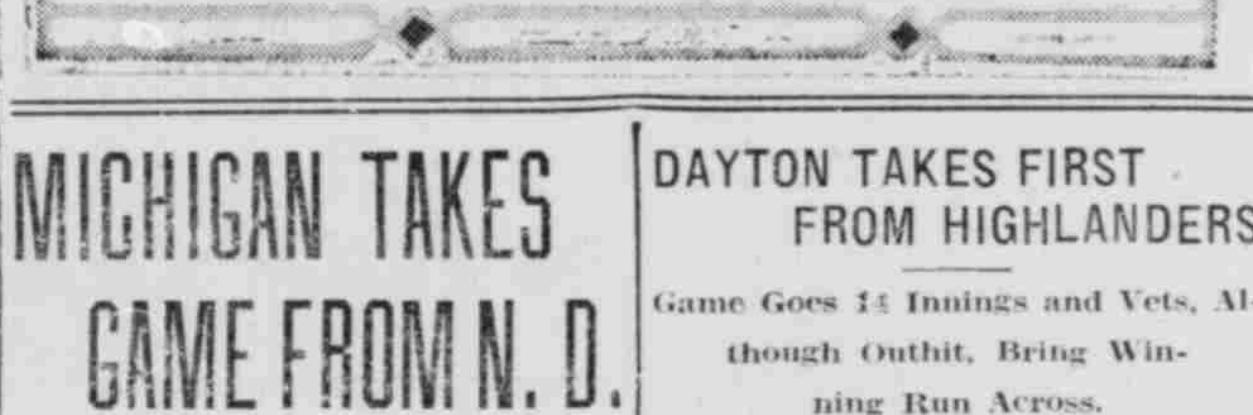 MICHIGAN TAKES
GAME FROM N. D.
DAYTON TAKES FIRST
FROM HIGHLANDERS
Game Goes 14 Innings and Vets, Al-
though Outhit, Bring Win-
ning Run Across.